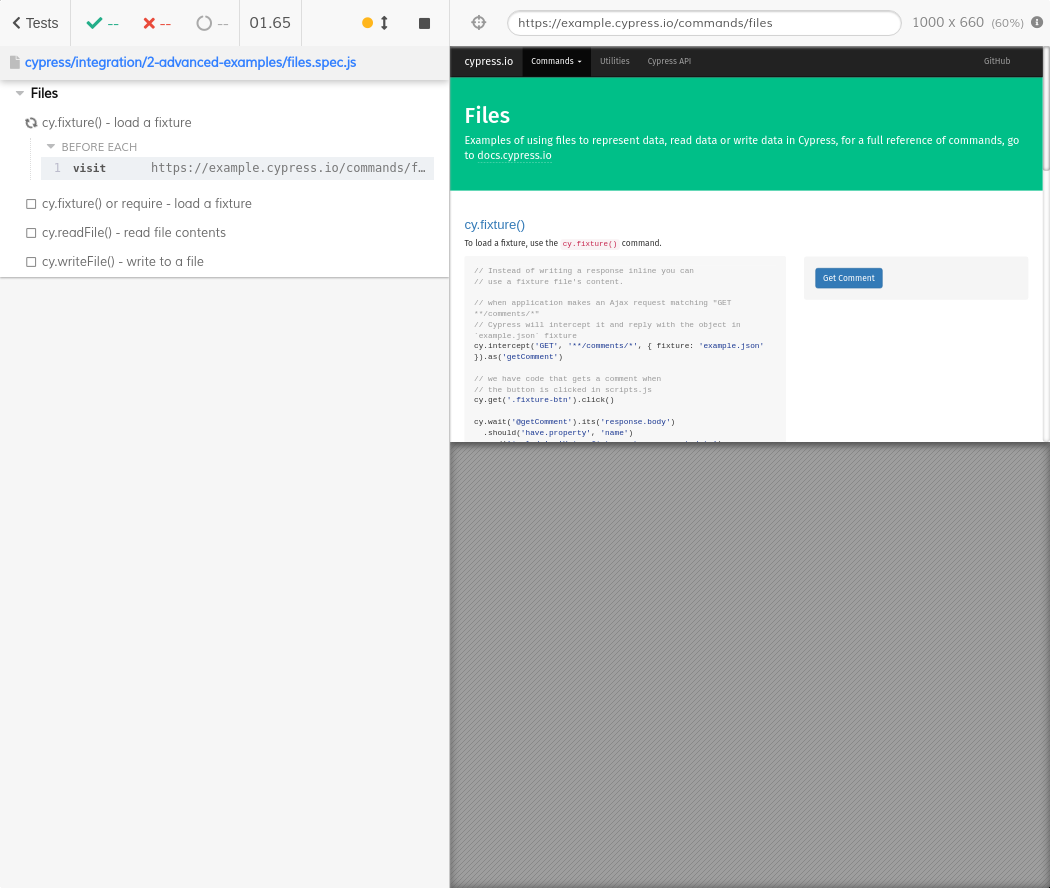 Tests -- -- -- 01.65
https://example.cypress.io/commands/files 1000 x 660 (60%)
cypress/integration/2-advanced-examples/files.spec.js
Files
cy.fixture() - load a fixture
BEFORE EACH
1 visit https://example.cypress.io/commands/f…
cy.fixture() or require - load a fixture
cy.readFile() - read file contents
cy.writeFile() - write to a file
cypress.io Commands Utilities Cypress API GitHub
Files
Examples of using files to represent data, read data or write data in Cypress, for a full reference of commands, go
to docs.cypress.io
cy.fixture()
To load a fixture, use the cy.fixture() command.
// Instead of writing a response inline you can
// use a fixture file's content.
// when application makes an Ajax request matching "GET
**/comments/*"
// Cypress will intercept it and reply with the object in
`example.json` fixture
cy.intercept('GET', '**/comments/*', { fixture: 'example.json'
}).as('getComment')
// we have code that gets a comment when
// the button is clicked in scripts.js
cy.get('.fixture-btn').click()
cy.wait('@getComment').its('response.body')
.should('have.property', 'name')
Get Comment